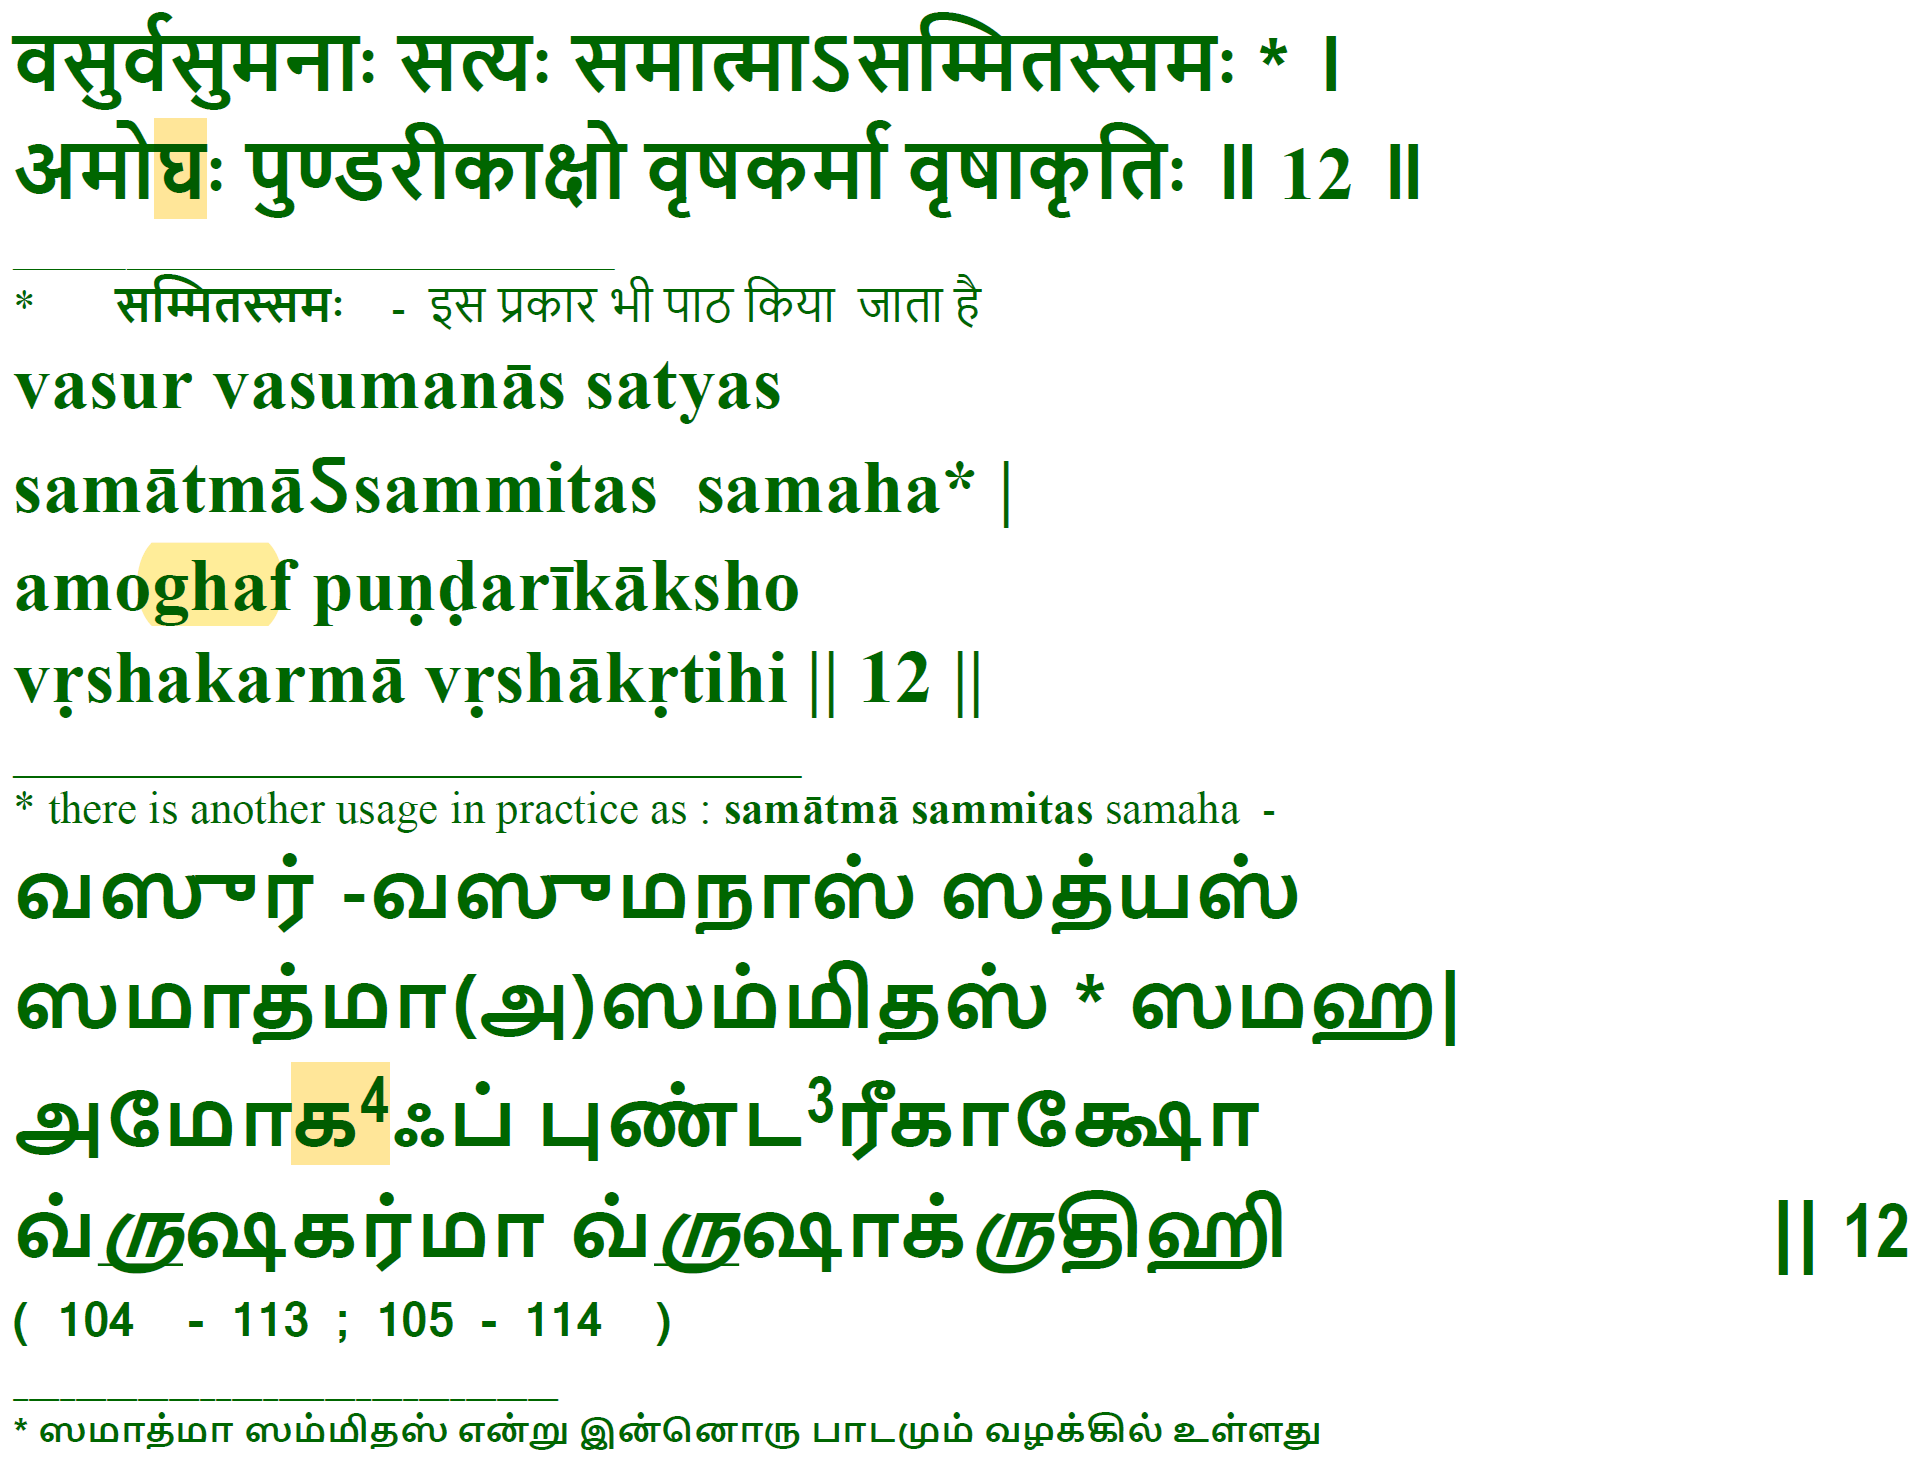 वसुर्वसुमनाः सत्यः समात्माऽसम्मितस्समः * ।
अमोघः पुण्डरीकाक्षो वृषकर्मा वृषाकृतिः ॥ 12 ॥
* सम्मितस्समः - इस प्रकार भी पाठ किया जाता है
vasur vasumanās satyas
samātmāऽsammitas samaha* |
amoghaf puṇḍarīkāksho
vṛshakarmā vṛshākṛtihi || 12 ||
* there is another usage in practice as : samātmā sammitas samaha -
வஸுர் -வஸுமநாஸ் ஸத்யஸ்
ஸமாத்மா(அ)ஸம்மிதஸ் * ஸமஹ|
அமோக⁴ஃப் புண்ட³ரீகாக்ஷோ
வ்ருஷகர்மா வ்ருஷாக்ருதிஹி || 12
( 104 - 113 ; 105 - 114 )
* ஸமாத்மா ஸம்மிதஸ் என்று இன்னொரு பாடமும் வழக்கில் உள்ளது